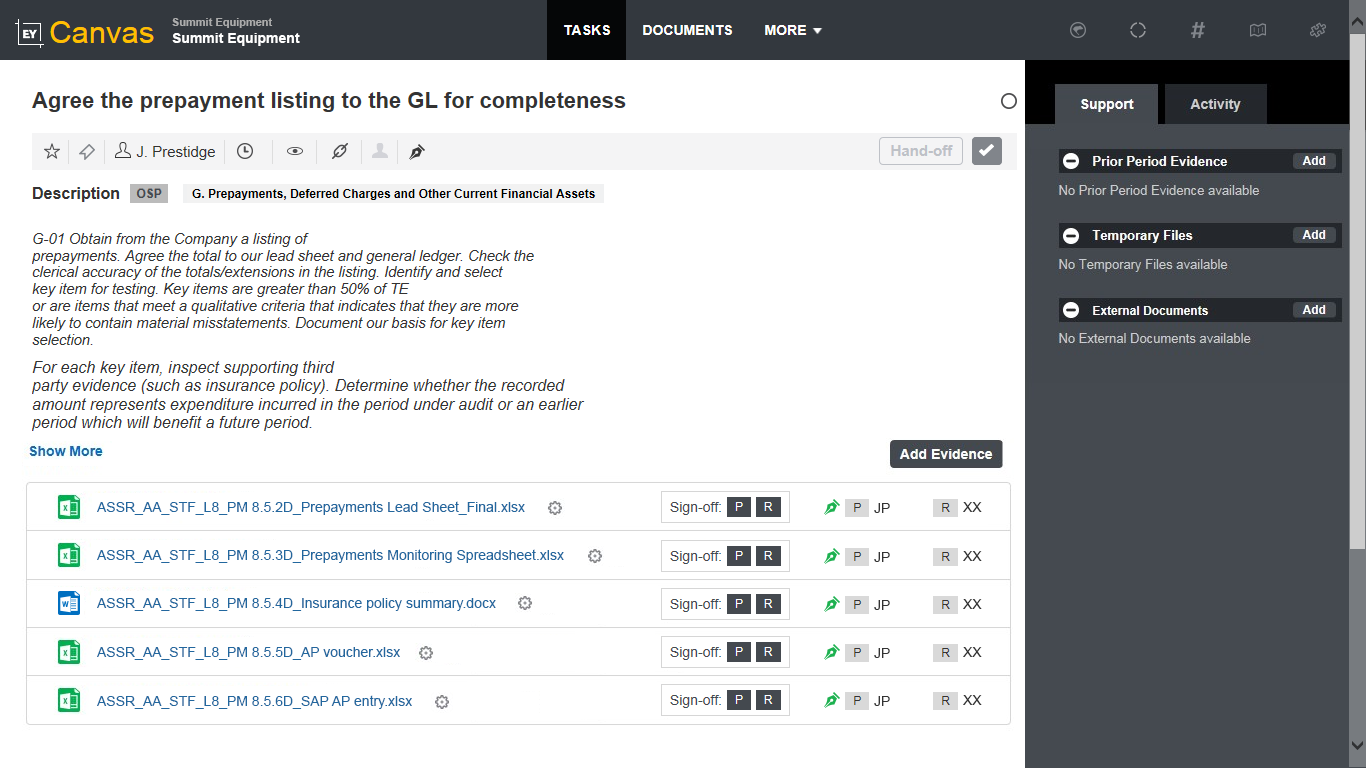 EY Canvas
Summit Equipment
Summit Equipment
TASKS
DOCUMENTS
MORE
Agree the prepayment listing to the GL for completeness
J. Prestidge
Hand-off
Description
OSP
G. Prepayments, Deferred Charges and Other Current Financial Assets
G-01 Obtain from the Company a listing of
prepayments. Agree the total to our lead sheet and general ledger. Check the
clerical accuracy of the totals/extensions in the listing. Identify and select
key item for testing. Key items are greater than 50% of TE
or are items that meet a qualitative criteria that indicates that they are more
likely to contain material misstatements. Document our basis for key item
selection.
For each key item, inspect supporting third
party evidence (such as insurance policy). Determine whether the recorded
amount represents expenditure incurred in the period under audit or an earlier
period which will benefit a future period.
Show More
Add Evidence
ASSR_AA_STF_L8_PM 8.5.2D_Prepayments Lead Sheet_Final.xlsx Sign-off: P R P JP R XX
ASSR_AA_STF_L8_PM 8.5.3D_Prepayments Monitoring Spreadsheet.xlsx Sign-off: P R P JP R XX
ASSR_AA_STF_L8_PM 8.5.4D_Insurance policy summary.docx Sign-off: P R P JP R XX
ASSR_AA_STF_L8_PM 8.5.5D_AP voucher.xlsx Sign-off: P R P JP R XX
ASSR_AA_STF_L8_PM 8.5.6D_SAP AP entry.xlsx Sign-off: P R P JP R XX
Support
Activity
Prior Period Evidence Add
No Prior Period Evidence available
Temporary Files Add
No Temporary Files available
External Documents Add
No External Documents available